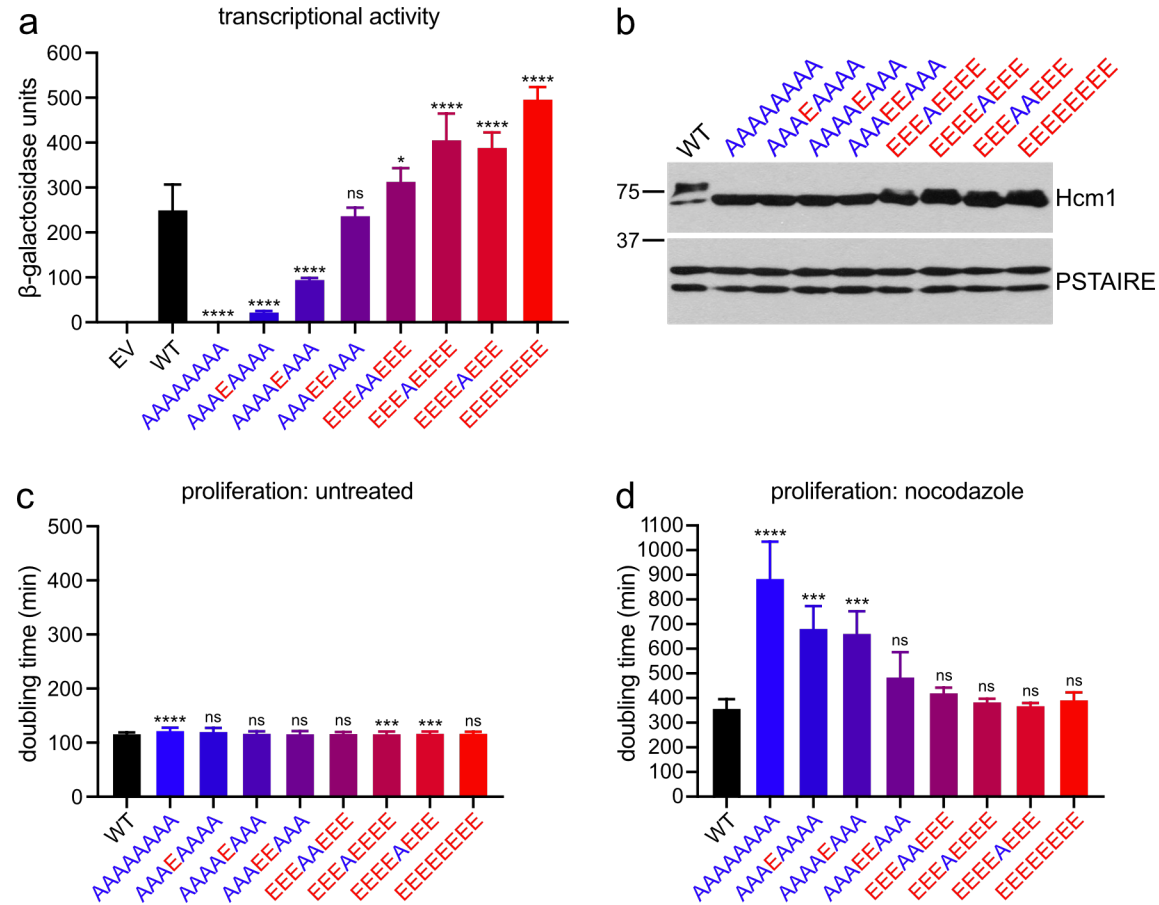 a
transcriptional activity
β-galactosidase units
600
500
400
300
200
100
0
****
****
****
ns
*
****
****
****
EV
WT
AAAAAAAA
AAAEAAAA
AAAAEAAA
AAAEEAAA
EEEAAEEE
EEEAEEEE
EEEEAEEE
EEEEEEEE
b
WT
AAAAAAAA
AAAEAAAA
AAAAEAAA
AAAEEAAA
EEEAEEEE
EEEEAEEE
EEEAAEEE
EEEEEEEE
75
37
Hcm1
PSTAIRE
c
proliferation: untreated
doubling time (min)
500
400
300
200
100
0
****
ns
ns
ns
ns
***
***
ns
WT
AAAAAAAA
AAAEAAAA
AAAAEAAA
AAAEEAAA
EEEAAEEE
EEEAEEEE
EEEEAEEE
EEEEEEEE
d
proliferation: nocodazole
doubling time (min)
1100
1000
900
800
700
600
500
400
300
200
100
0
****
***
***
ns
ns
ns
ns
ns
WT
AAAAAAAA
AAAEAAAA
AAAAEAAA
AAAEEAAA
EEEAAEEE
EEEAEEEE
EEEEAEEE
EEEEEEEE